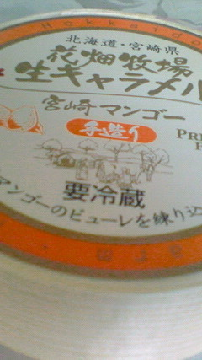 Hokkaido
北海道・宮崎県
花畑牧場
生キャラメル
宮崎マンゴー
手造り
要冷蔵
マンゴーのピューレを練り込